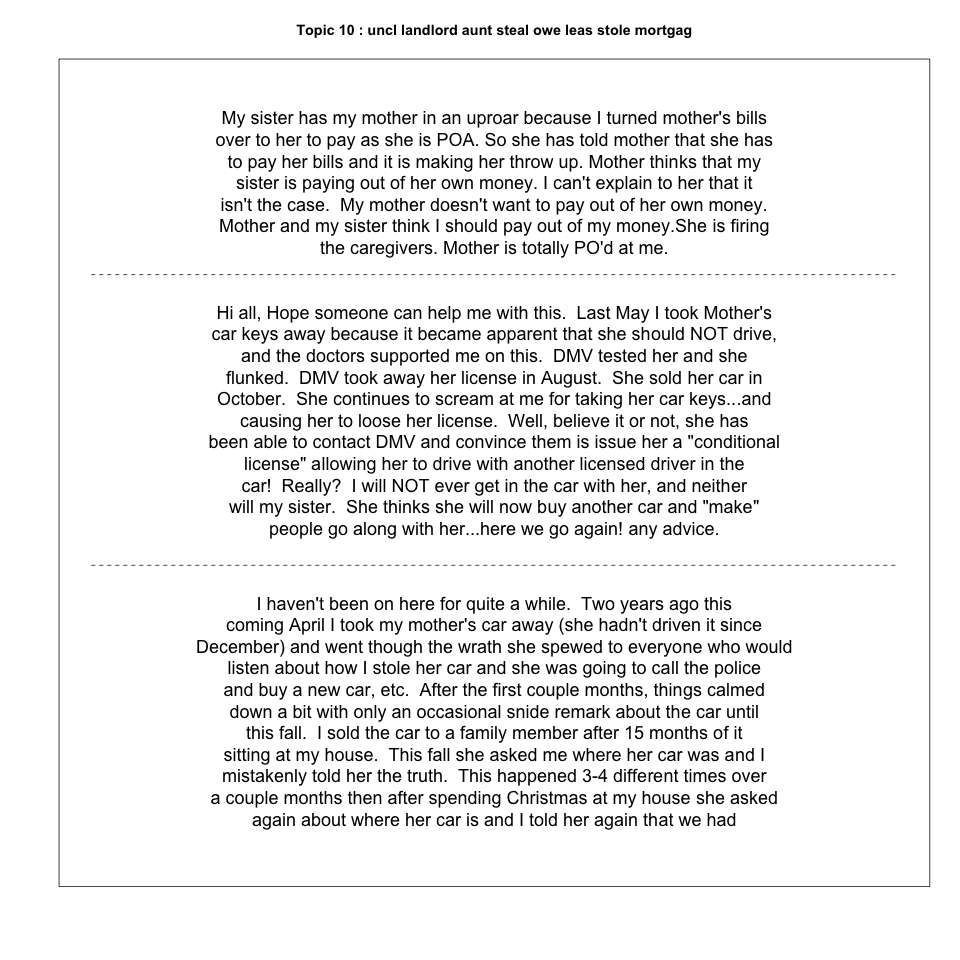 Topic 10 : uncl landlord aunt steal owe leas stole mortgag
My sister has my mother in an uproar because I turned mother's bills
over to her to pay as she is POA. So she has told mother that she has
to pay her bills and it is making her throw up. Mother thinks that my
sister is paying out of her own money. I can't explain to her that it
isn't the case.  My mother doesn't want to pay out of her own money.
Mother and my sister think I should pay out of my money.She is firing
the caregivers. Mother is totally PO'd at me.
Hi all, Hope someone can help me with this.  Last May I took Mother's
car keys away because it became apparent that she should NOT drive,
and the doctors supported me on this.  DMV tested her and she
flunked.  DMV took away her license in August.  She sold her car in
October.  She continues to scream at me for taking her car keys...and
causing her to loose her license.  Well, believe it or not, she has
been able to contact DMV and convince them is issue her a "conditional
license" allowing her to drive with another licensed driver in the
car!  Really?  I will NOT ever get in the car with her, and neither
will my sister.  She thinks she will now buy another car and "make"
people go along with her...here we go again! any advice.
I haven't been on here for quite a while.  Two years ago this
coming April I took my mother's car away (she hadn't driven it since
December) and went though the wrath she spewed to everyone who would
listen about how I stole her car and she was going to call the police
and buy a new car, etc.  After the first couple months, things calmed
down a bit with only an occasional snide remark about the car until
this fall.  I sold the car to a family member after 15 months of it
sitting at my house.  This fall she asked me where her car was and I
mistakenly told her the truth.  This happened 3-4 different times over
a couple months then after spending Christmas at my house she asked
again about where her car is and I told her again that we had